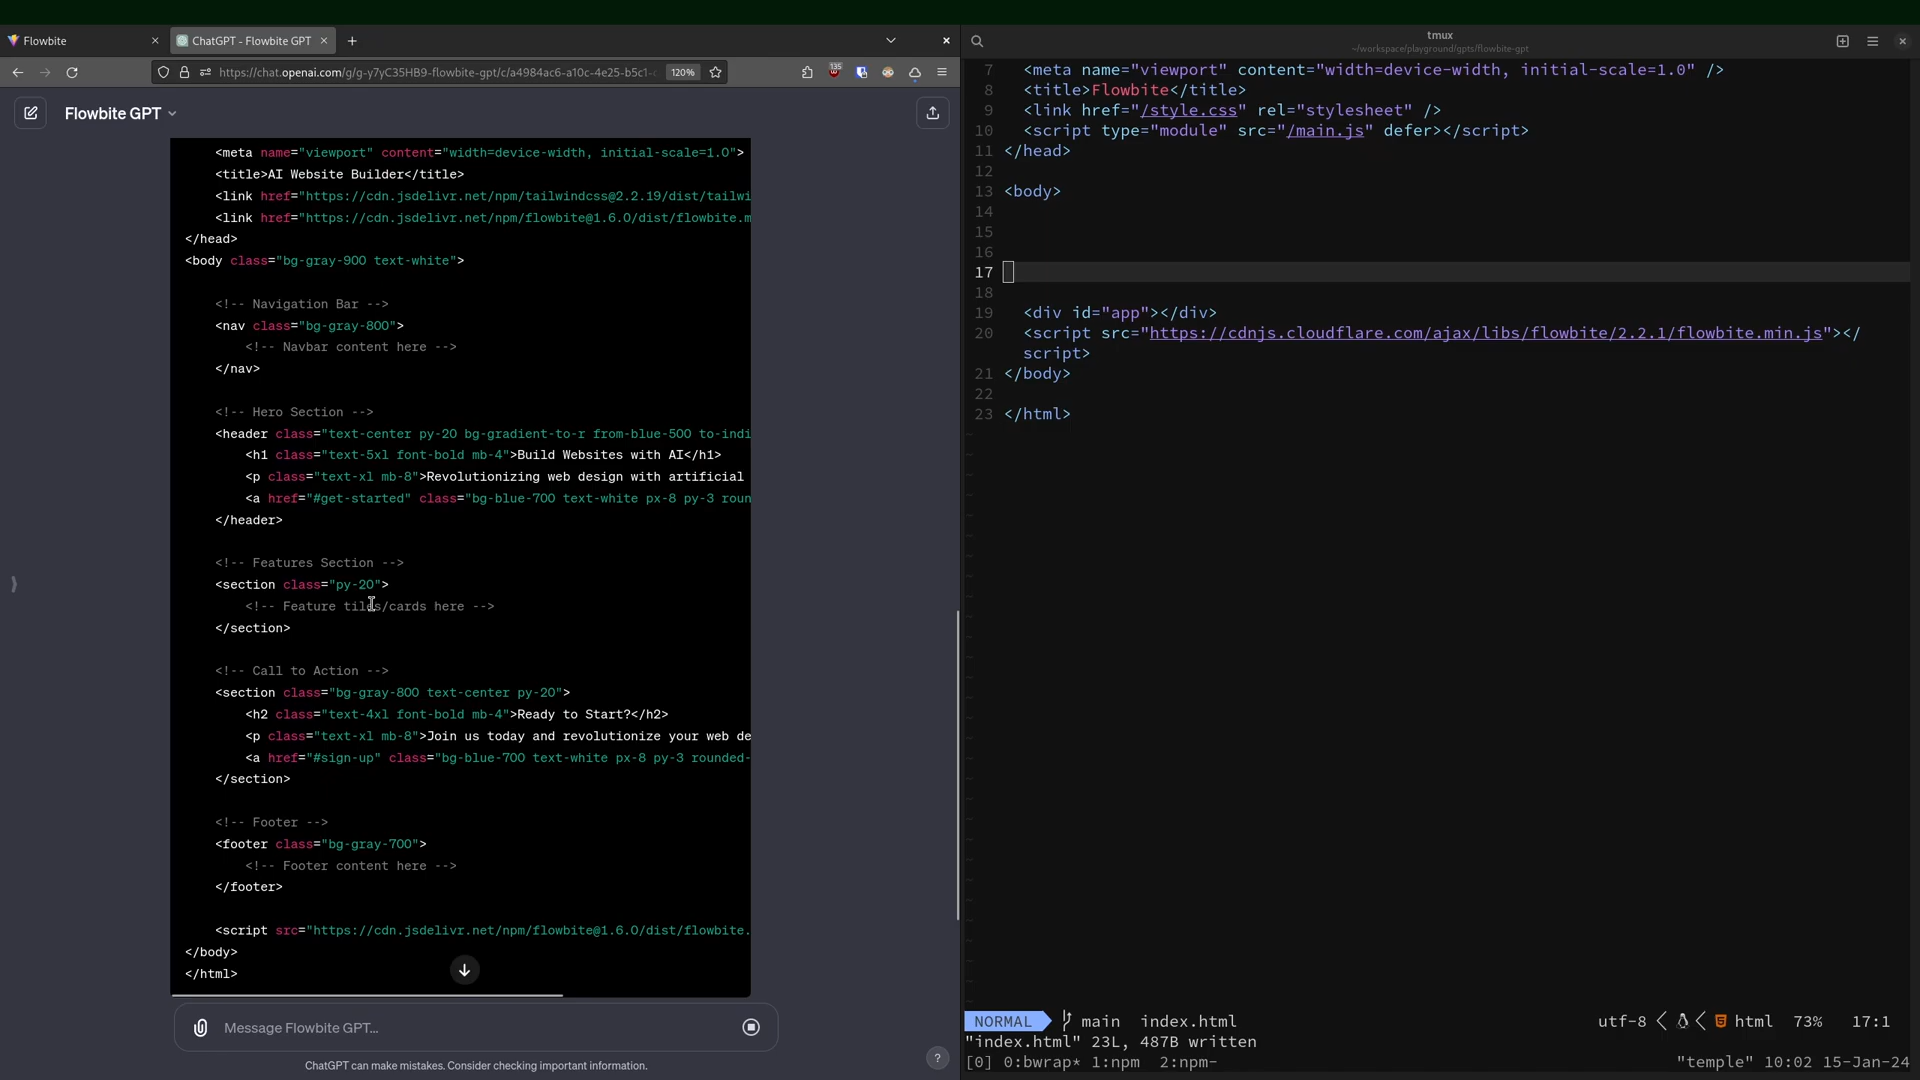 Flowbite
ChatGPT - Flowbite GPT
https://chat.openai.com/g/g-y7yC35HB9-flowbite-gpt/c/a4984ac6-a10c-4e25-b5c1-
120%
135
Flowbite GPT
<meta name="viewport" content="width=device-width, initial-scale=1.0">
<title>AI Website Builder</title>
<link href="https://cdn.jsdelivr.net/npm/tailwindcss@2.2.19/dist/tailwi
<link href="https://cdn.jsdelivr.net/npm/flowbite@1.6.0/dist/flowbite.m
</head>
<body class="bg-gray-900 text-white">
<!-- Navigation Bar -->
<nav class="bg-gray-800">
<!-- Navbar content here -->
</nav>
<!-- Hero Section -->
<header class="text-center py-20 bg-gradient-to-r from-blue-500 to-indi
<h1 class="text-5xl font-bold mb-4">Build Websites with AI</h1>
<p class="text-xl mb-8">Revolutionizing web design with artificial
<a href="#get-started" class="bg-blue-700 text-white px-8 py-3 roun
</header>
<!-- Features Section -->
<section class="py-20">
<!-- Feature tiles/cards here -->
</section>
<!-- Call to Action -->
<section class="bg-gray-800 text-center py-20">
<h2 class="text-4xl font-bold mb-4">Ready to Start?</h2>
<p class="text-xl mb-8">Join us today and revolutionize your web de
<a href="#sign-up" class="bg-blue-700 text-white px-8 py-3 rounded-
</section>
<!-- Footer -->
<footer class="bg-gray-700">
<!-- Footer content here -->
</footer>
<script src="https://cdn.jsdelivr.net/npm/flowbite@1.6.0/dist/flowbite.
</body>
</html>
Message Flowbite GPT...
ChatGPT can make mistakes. Consider checking important information.
?
tmux
~/workspace/playground/gpts/flowbite-gpt
7 <meta name="viewport" content="width=device-width, initial-scale=1.0" />
8 <title>Flowbite</title>
9 <link href="/style.css" rel="stylesheet" />
10 <script type="module" src="/main.js" defer></script>
11 </head>
12
13 <body>
14
15
16
17
18
19 <div id="app"></div>
20 <script src="https://cdnjs.cloudflare.com/ajax/libs/flowbite/2.2.1/flowbite.min.js"></
script>
21 </body>
22
23 </html>
NORMAL main index.html utf-8 html 73% 17:1
"index.html" 23L, 487B written
[0] 0:bwrap* 1:npm 2:npm- "temple" 10:02 15-Jan-24